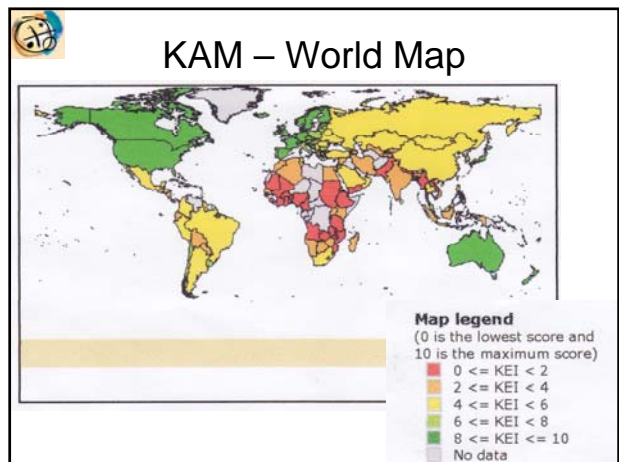 KAM – World Map
Map legend
(0 is the lowest score and
10 is the maximum score)
0 <= KEI < 2
2 <= KEI < 4
4 <= KEI < 6
6 <= KEI < 8
8 <= KEI <= 10
No data